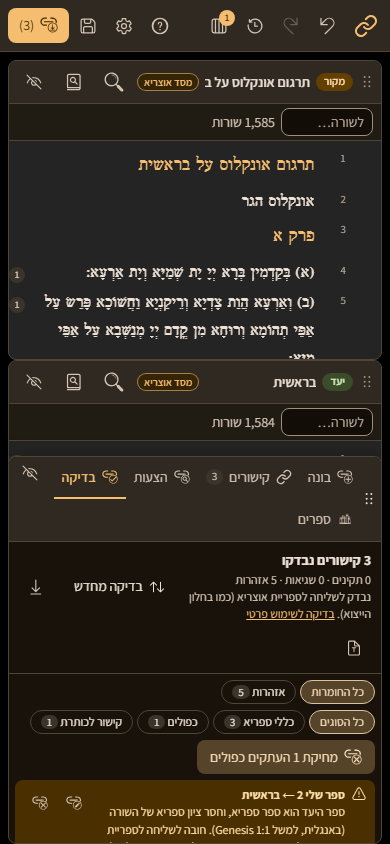 (3)
1
מקור
תרגום אונקלוס על ב
מסד אוצריא
לשורה...
1,585 שורות
1
תרגום אונקלוס על בראשית
2
אונקלוס הגר
3
פרק א
4
(א) בְּקַדְמִין בְּרָא יְיָ יָת שְׁמַיָּא וְיָת אַרְעָא:
1
5
(ב) וְאַרְעָא הֲוַת צָדְיָא וְרֵיקַנְיָא וַחֲשׁוֹכָא פָּרֵשׂ עַל
1
אַפֵּי תְהוֹמָא וְרוּחָא מִן קֳדָם יְיָ מְנַשְּׁבָא עַל אַפֵּי
מַיָּא:
יעד
בראשית
מסד אוצריא
לשורה...
1,584 שורות
בונה
קישורים
3
הצעות
בדיקה
ספרים
3 קישורים נבדקו
0 תקינים · 0 שגיאות · 5 אזהרות
נבדק לשליחה לספריית אוצריא (כמו בחלון
הייצוא). בדיקה לשימוש פרטי
בדיקה מחדש
כל החומרות
אזהרות 5
כל הסוגים
כללי ספריא 3
כפולים 1
קישור לכותרת 1
מחיקת 1 העתקים כפולים
ספר שלי 2 ← בראשית
ספר היעד הוא ספר ספריא, וחסר ציון ספריא של השורה
(באנגלית, למשל Genesis 1:1). חובה לשליחה לספריית